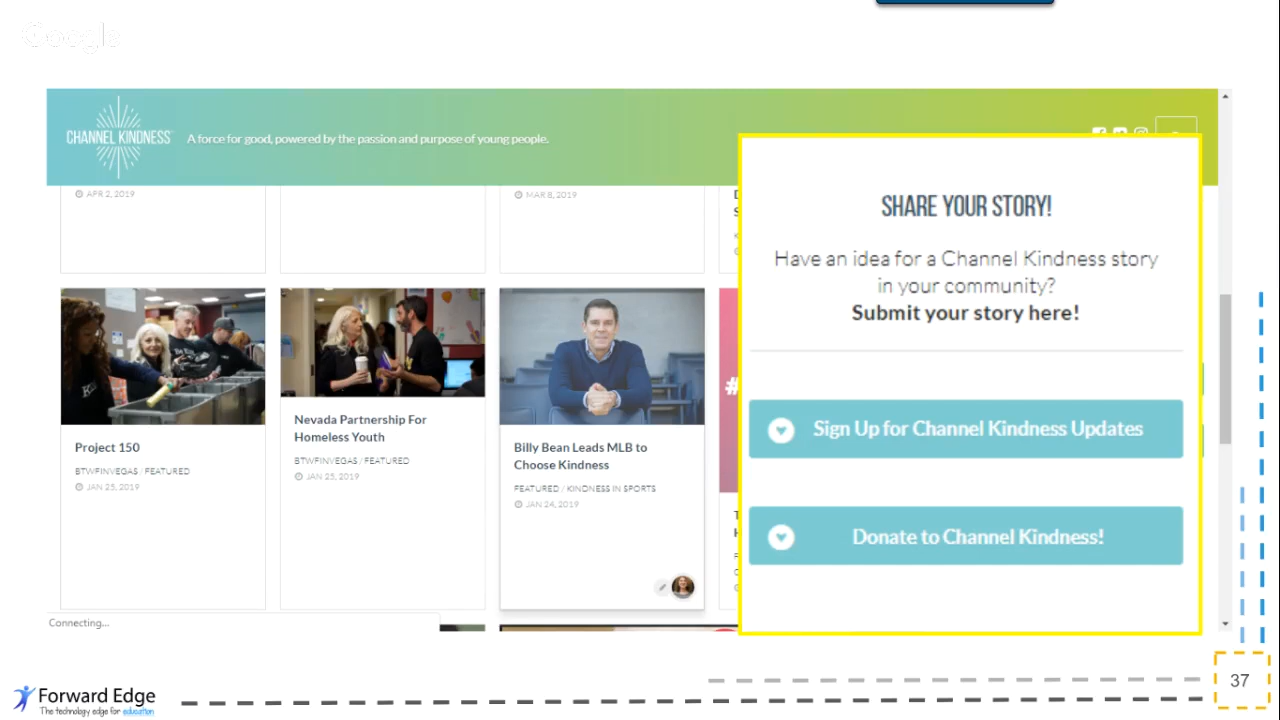 Google
CHANNEL KINDNESS
A force for good, powered by the passion and purpose of young people.
APR 2, 2019
MAR 8, 2019
Project 150
BTWFINVEGAS / FEATURED
JAN 25, 2019
Nevada Partnership For
Homeless Youth
BTWFINVEGAS / FEATURED
JAN 25, 2019
Billy Bean Leads MLB to
Choose Kindness
FEATURED / KINDNESS IN SPORTS
JAN 24, 2019
#
SHARE YOUR STORY!
Have an idea for a Channel Kindness story
in your community?
Submit your story here!
Sign Up for Channel Kindness Updates
Donate to Channel Kindness!
Connecting...
Forward Edge
The technology edge for education
37